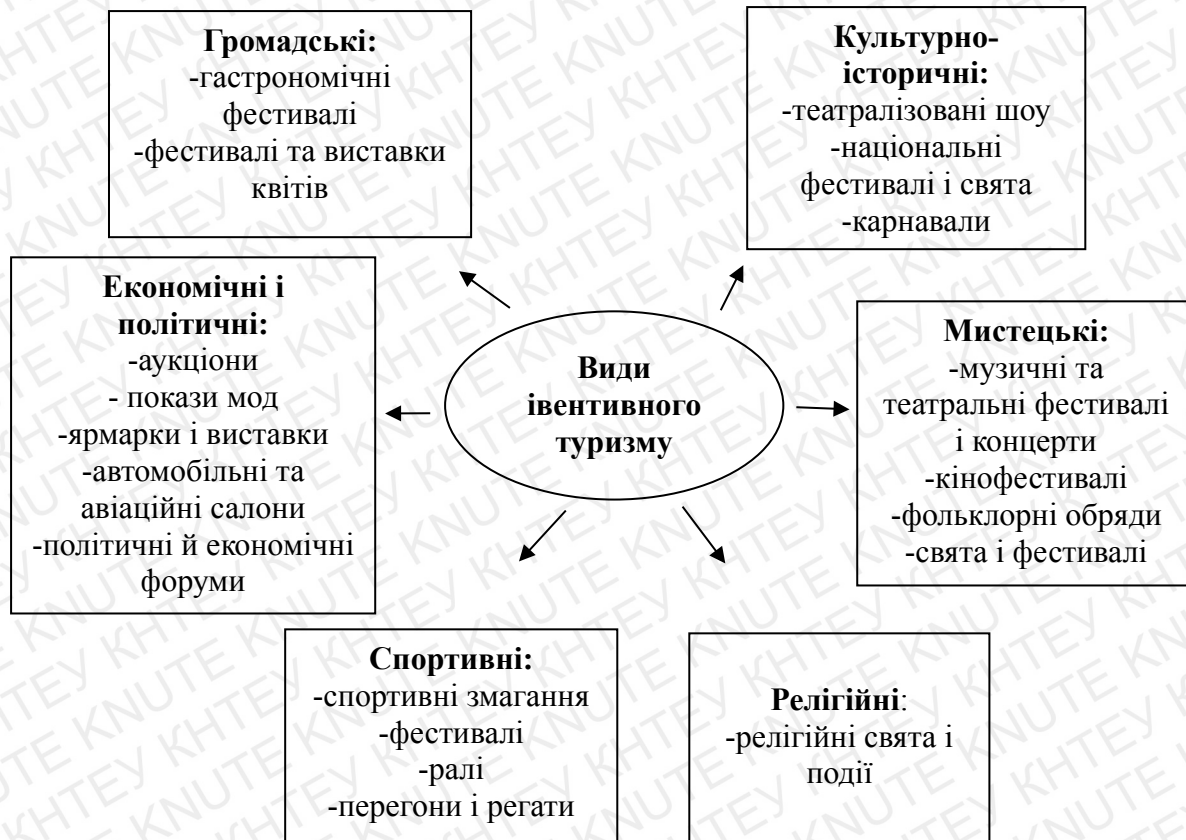 Громадські:
-гастрономічні
фестивалі
-фестивалі та виставки
квітів
Культурно-
історичні:
-театралізовані шоу
-національні
фестивалі і свята
-карнавали
Економічні і
політичні:
-аукціони
- покази мод
-ярмарки і виставки
-автомобільні та
авіаційні салони
-політичні й економічні
форуми
Види
івентивного
туризму
Мистецькі:
-музичні та
театральні фестивалі
і концерти
-кінофестивалі
-фольклорні обряди
-свята і фестивалі
Спортивні:
-спортивні змагання
-фестивалі
-ралі
-перегони і регати
Релігійні:
-релігійні свята і
події